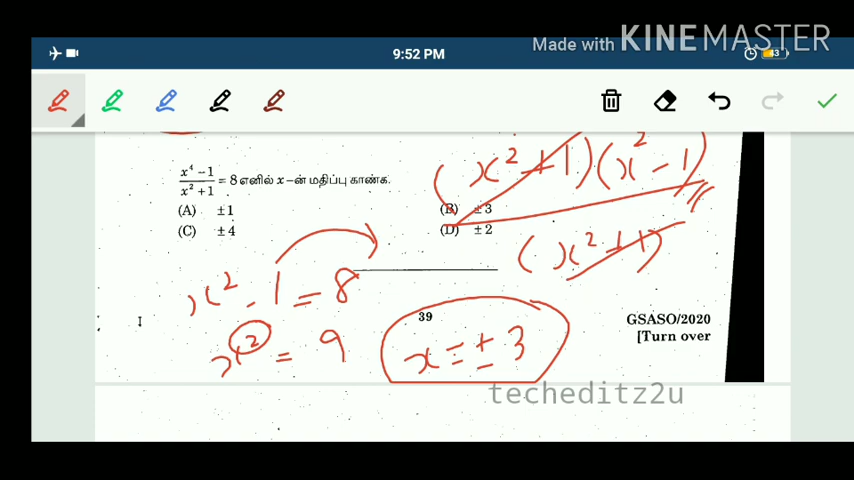 Made with KINEMASTER
9:52 PM
43
x⁴ −1 / x² +1 = 8 எனில் x–ன் மதிப்பு காண்க.
(A) ±1
(B) ±3
(C) ±4
(D) ±2
(x² + 1)(x² − 1)
(x² + 1)
x² − 1 = 8
x² = 9
x = ± 3
39
GSASO/2020
[Turn over
techeditz2u